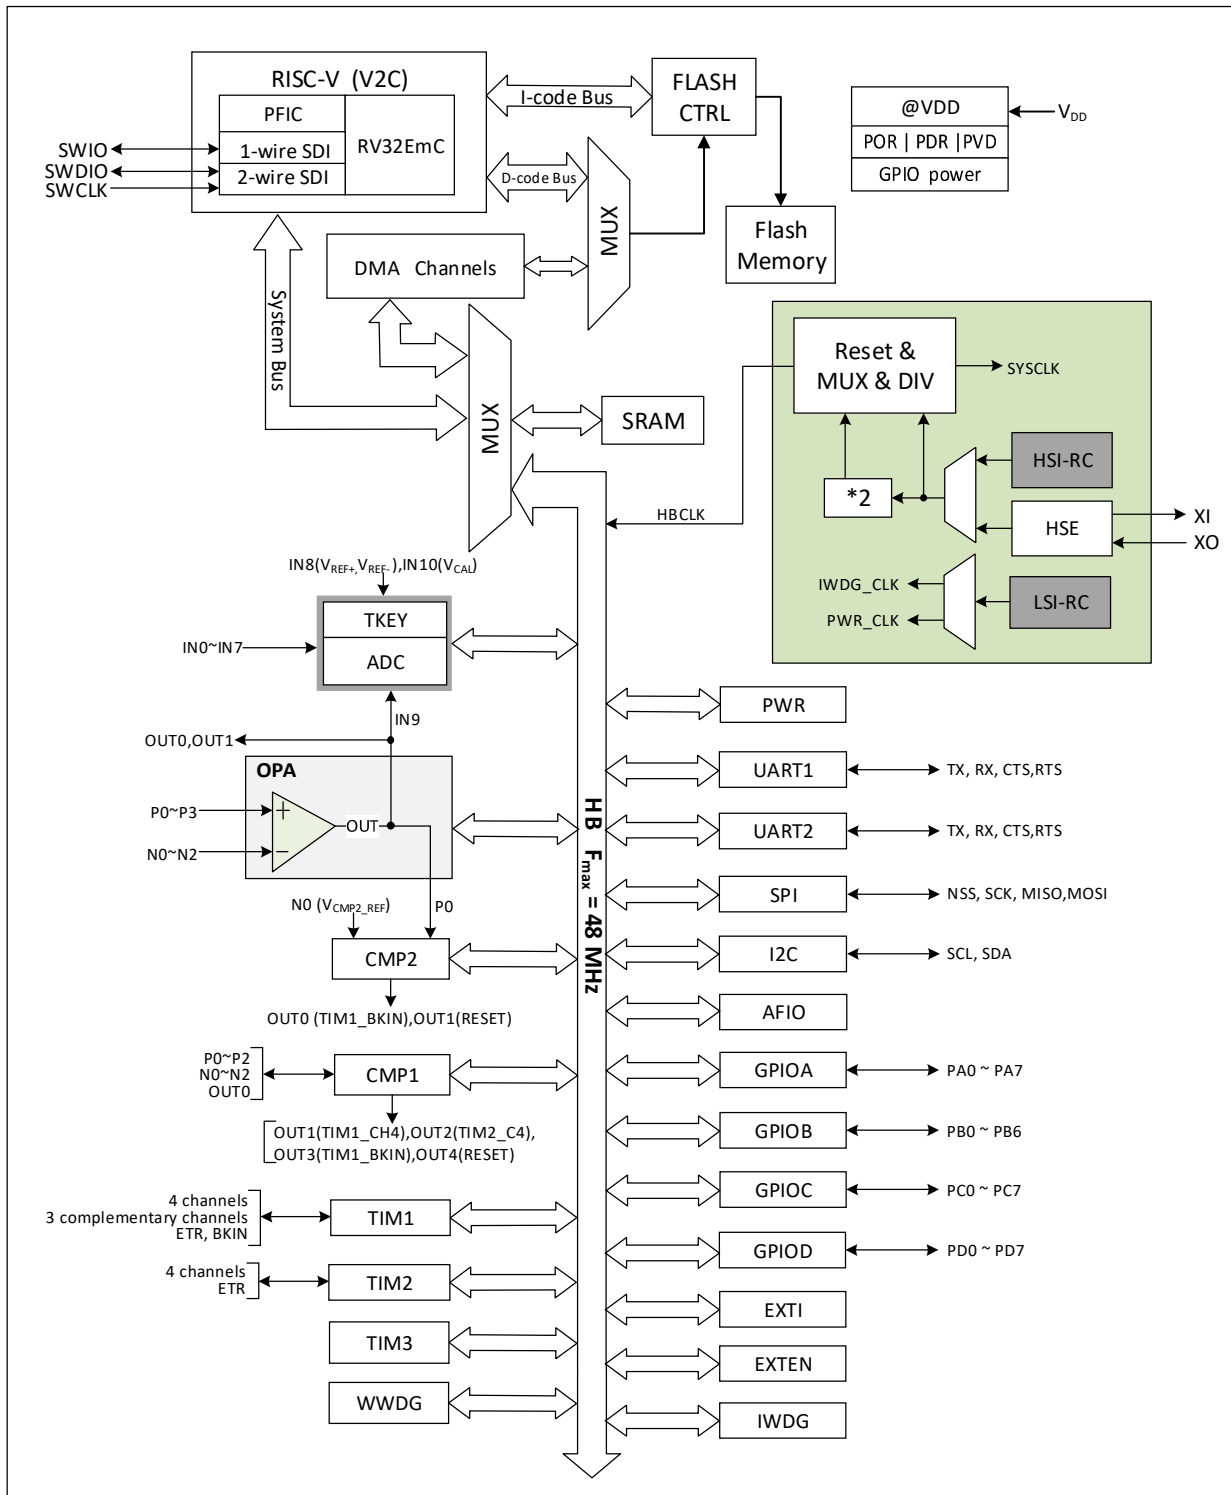 RISC-V (V2C)
PFIC
1-wire SDI
2-wire SDI
RV32EmC
SWIO
SWDIO
SWCLK
I-code Bus
D-code Bus
System Bus
FLASH
CTRL
Flash
Memory
MUX
DMA Channels
MUX
SRAM
@VDD
POR | PDR |PVD
GPIO power
VDD
Reset &
MUX & DIV
SYSCLK
HSI-RC
*2
HSE
XI
XO
HBCLK
IWDG_CLK
PWR_CLK
LSI-RC
IN8(VREF+,VREF-),IN10(VCAL)
TKEY
ADC
IN0~IN7
IN9
OUT0,OUT1
OPA
P0~P3
+
OUT
N0~N2
−
N0 (VCMP2_REF)
P0
CMP2
OUT0 (TIM1_BKIN),OUT1(RESET)
P0~P2
N0~N2
OUT0
CMP1
OUT1(TIM1_CH4),OUT2(TIM2_C4),
OUT3(TIM1_BKIN),OUT4(RESET)
4 channels
3 complementary channels
ETR, BKIN
TIM1
4 channels
ETR
TIM2
TIM3
WWDG
HB Fmax = 48 MHz
PWR
UART1
TX, RX, CTS,RTS
UART2
TX, RX, CTS,RTS
SPI
NSS, SCK, MISO,MOSI
I2C
SCL, SDA
AFIO
GPIOA
PA0 ~ PA7
GPIOB
PB0 ~ PB6
GPIOC
PC0 ~ PC7
GPIOD
PD0 ~ PD7
EXTI
EXTEN
IWDG